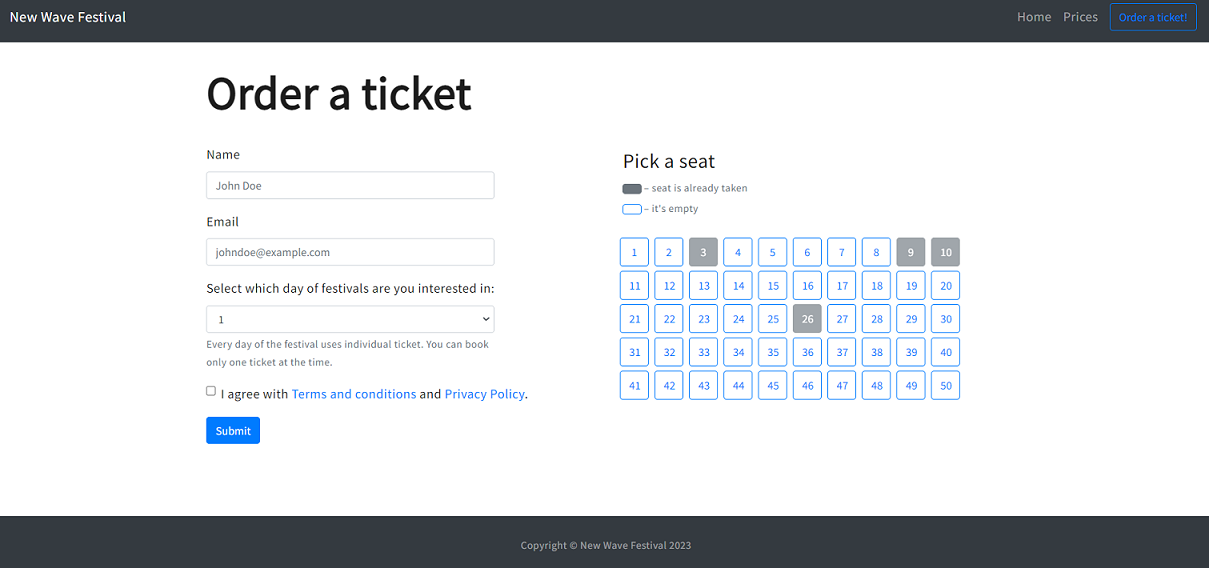 New Wave Festival
Home Prices Order a ticket!
Order a ticket
Name
John Doe
Email
johndoe@example.com
Select which day of festivals are you interested in:
1
Every day of the festival uses individual ticket. You can book
only one ticket at the time.
I agree with Terms and conditions and Privacy Policy.
Submit
Pick a seat
– seat is already taken
– it's empty
1 2 3 4 5 6 7 8 9 10
11 12 13 14 15 16 17 18 19 20
21 22 23 24 25 26 27 28 29 30
31 32 33 34 35 36 37 38 39 40
41 42 43 44 45 46 47 48 49 50
Copyright © New Wave Festival 2023